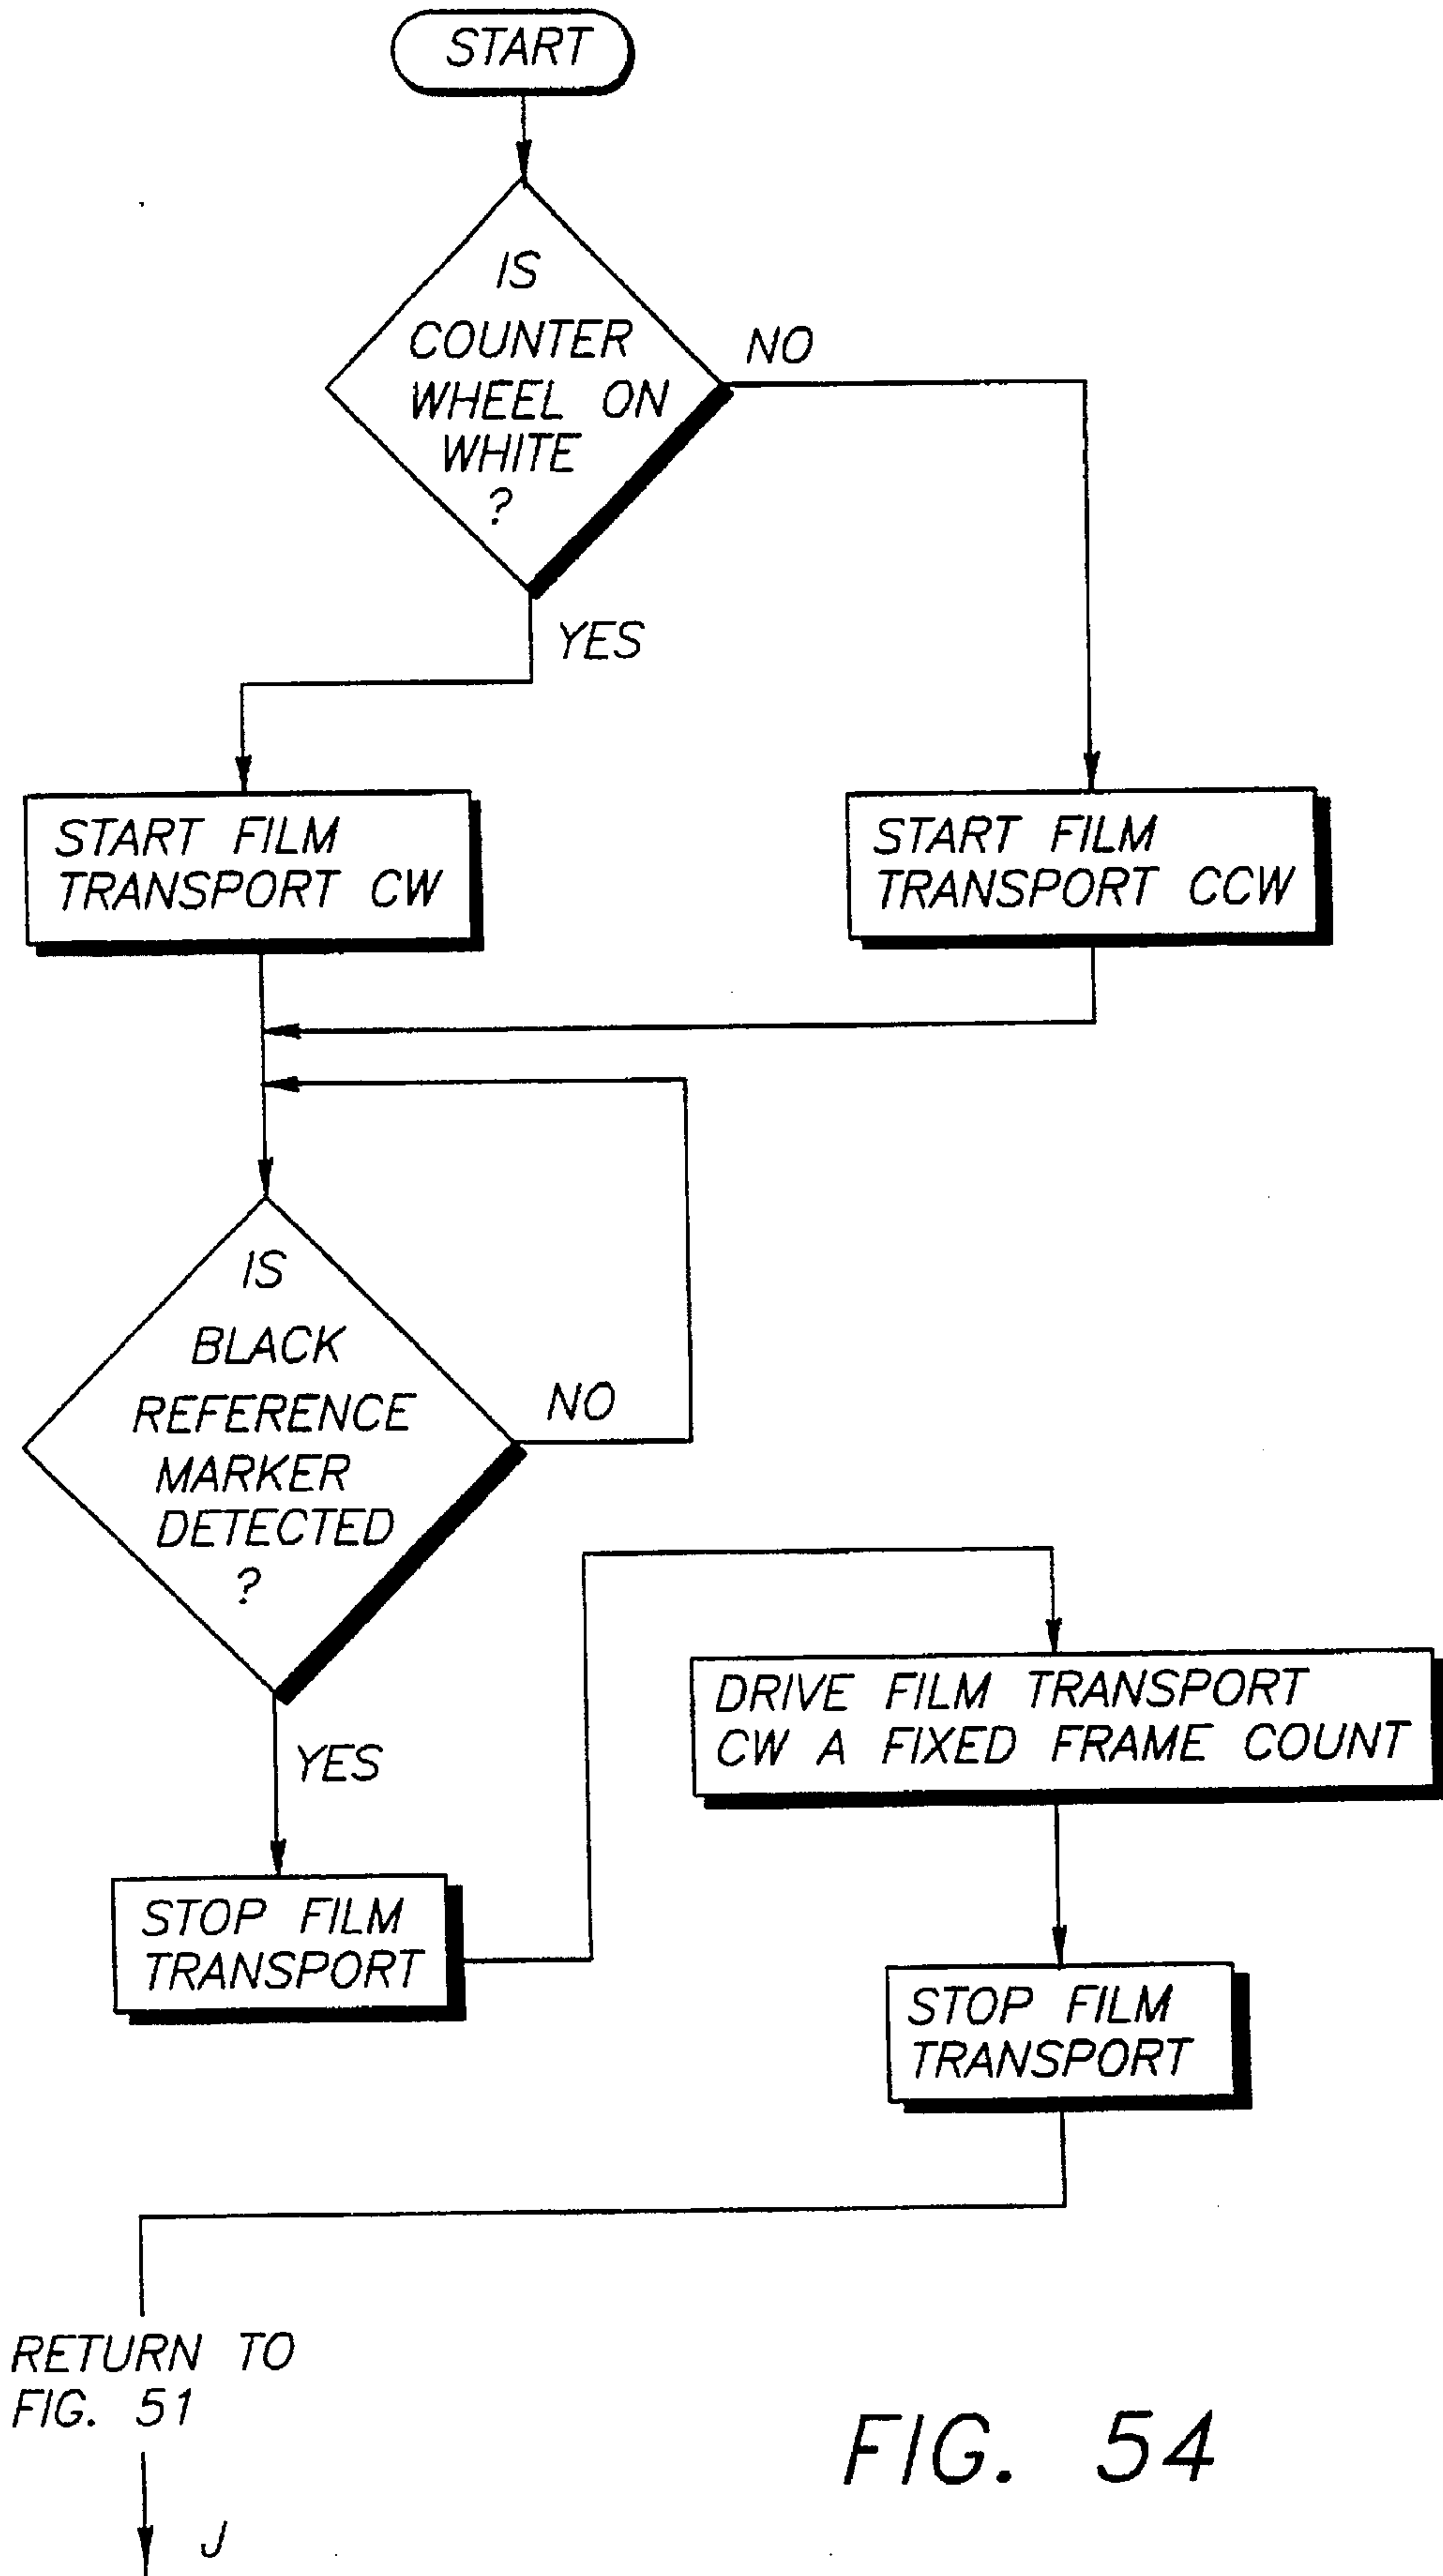 START
IS
COUNTER
WHEEL ON
WHITE
?
NO
YES
START FILM
TRANSPORT CW
START FILM
TRANSPORT CCW
IS
BLACK
REFERENCE
MARKER
DETECTED
?
NO
YES
STOP FILM
TRANSPORT
DRIVE FILM TRANSPORT
CW A FIXED FRAME COUNT
STOP FILM
TRANSPORT
RETURN TO
FIG. 51
J
FIG. 54